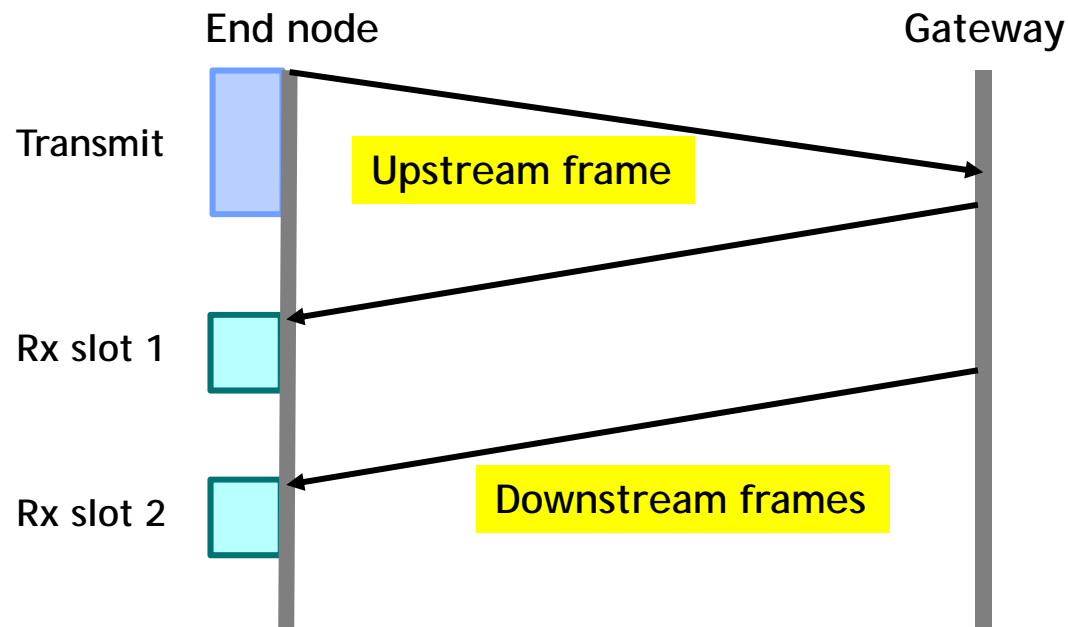 End node
Gateway
Transmit
Upstream frame
Rx slot 1
Rx slot 2
Downstream frames